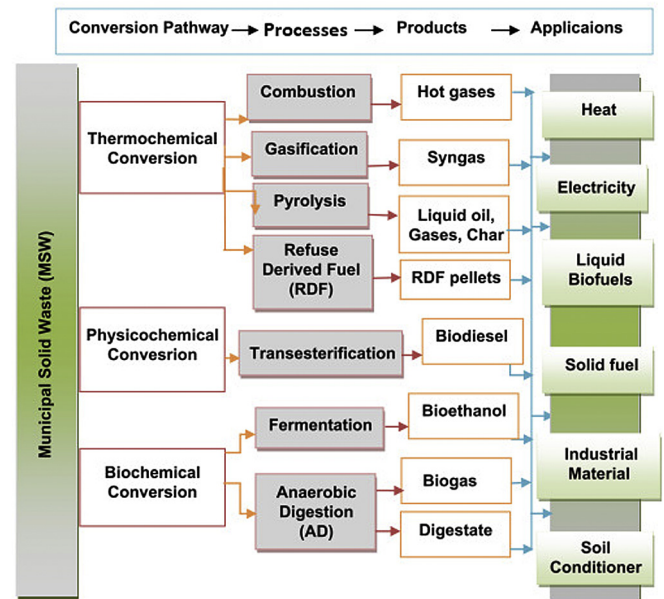 Conversion Pathway → Processes → Products → Applicaions
Municipal Solid Waste (MSW)
Thermochemical
Conversion
Combustion
Hot gases
Gasification
Syngas
Pyrolysis
Liquid oil,
Gases, Char
Refuse
Derived Fuel
(RDF)
RDF pellets
Physicochemical
Convesrion
Transesterification
Biodiesel
Biochemical
Conversion
Fermentation
Bioethanol
Anaerobic
Digestion
(AD)
Biogas
Digestate
Heat
Electricity
Liquid
Biofuels
Solid fuel
Industrial
Material
Soil
Conditioner